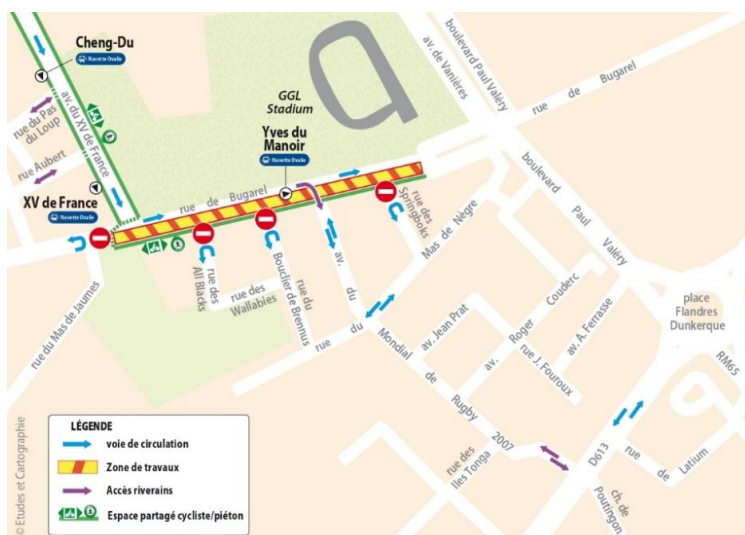 Cheng-Du
Navette Ovalie
av. du XV de France
rue du Pas
du Loup
rue Aubert
XV de France
Navette Ovalie
GGL
Stadium
Yves du
Manoir
Navette Ovalie
boulevard Paul Valéry
av. de Vanières
rue de Bugarel
rue de Bugarel
boulevard Paul Valéry
rue des
Springboks
Mas de Nègre
rue des
All Blacks
rue des
Wallabies
rue du
Bouclier de Brennus
rue du Mas de Jaumes
rue du
av. du Mondial de Rugby 2007
av. Jean Prat
av. Roger Couderc
rue J. Fouroux
av. A. Ferrasse
place
Flandres
Dunkerque
RM65
D613
rue de Latium
rue des
Iles Tonga
ch. de
Poutingon
LÉGENDE
voie de circulation
Zone de travaux
Accès riverains
Espace partagé cycliste/piéton
© Etudes et Cartographie